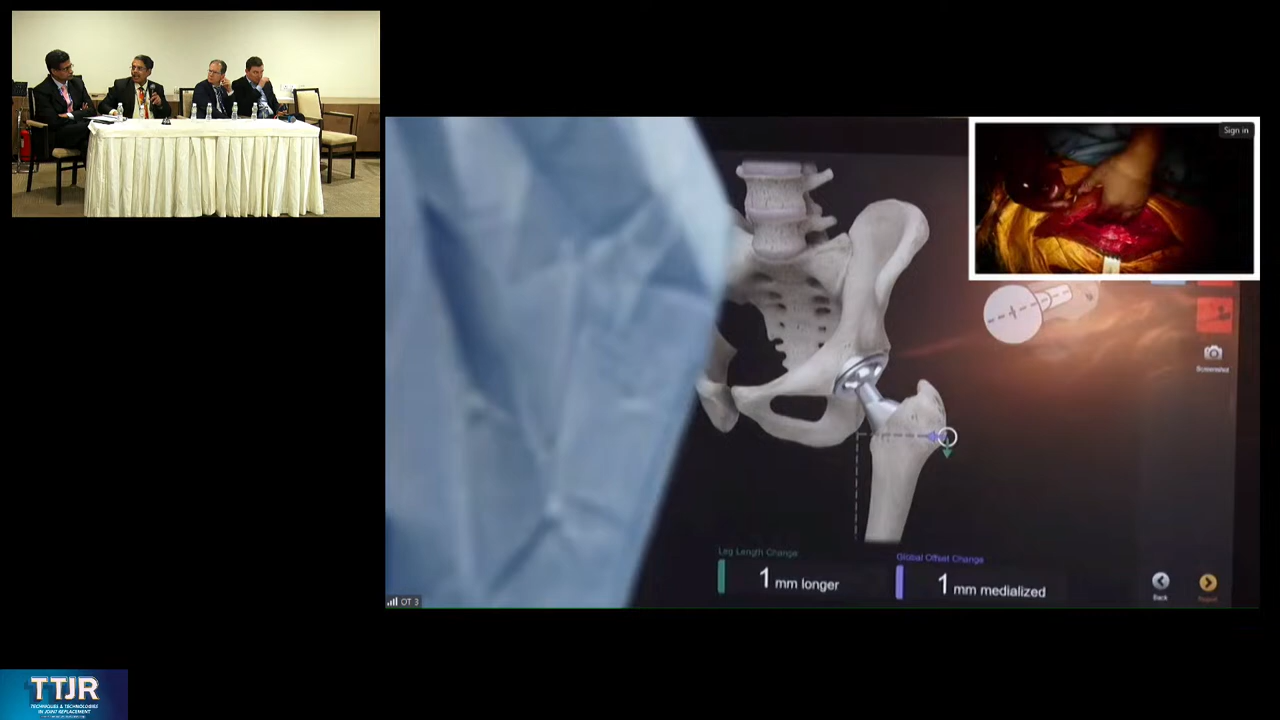 Sign in
Screenshot
Leg Length Change
1 mm longer
Global Offset Change
1 mm medialized
Back
OT 3
TTJR
TECHNIQUES & TECHNOLOGIES
IN JOINT REPLACEMENT